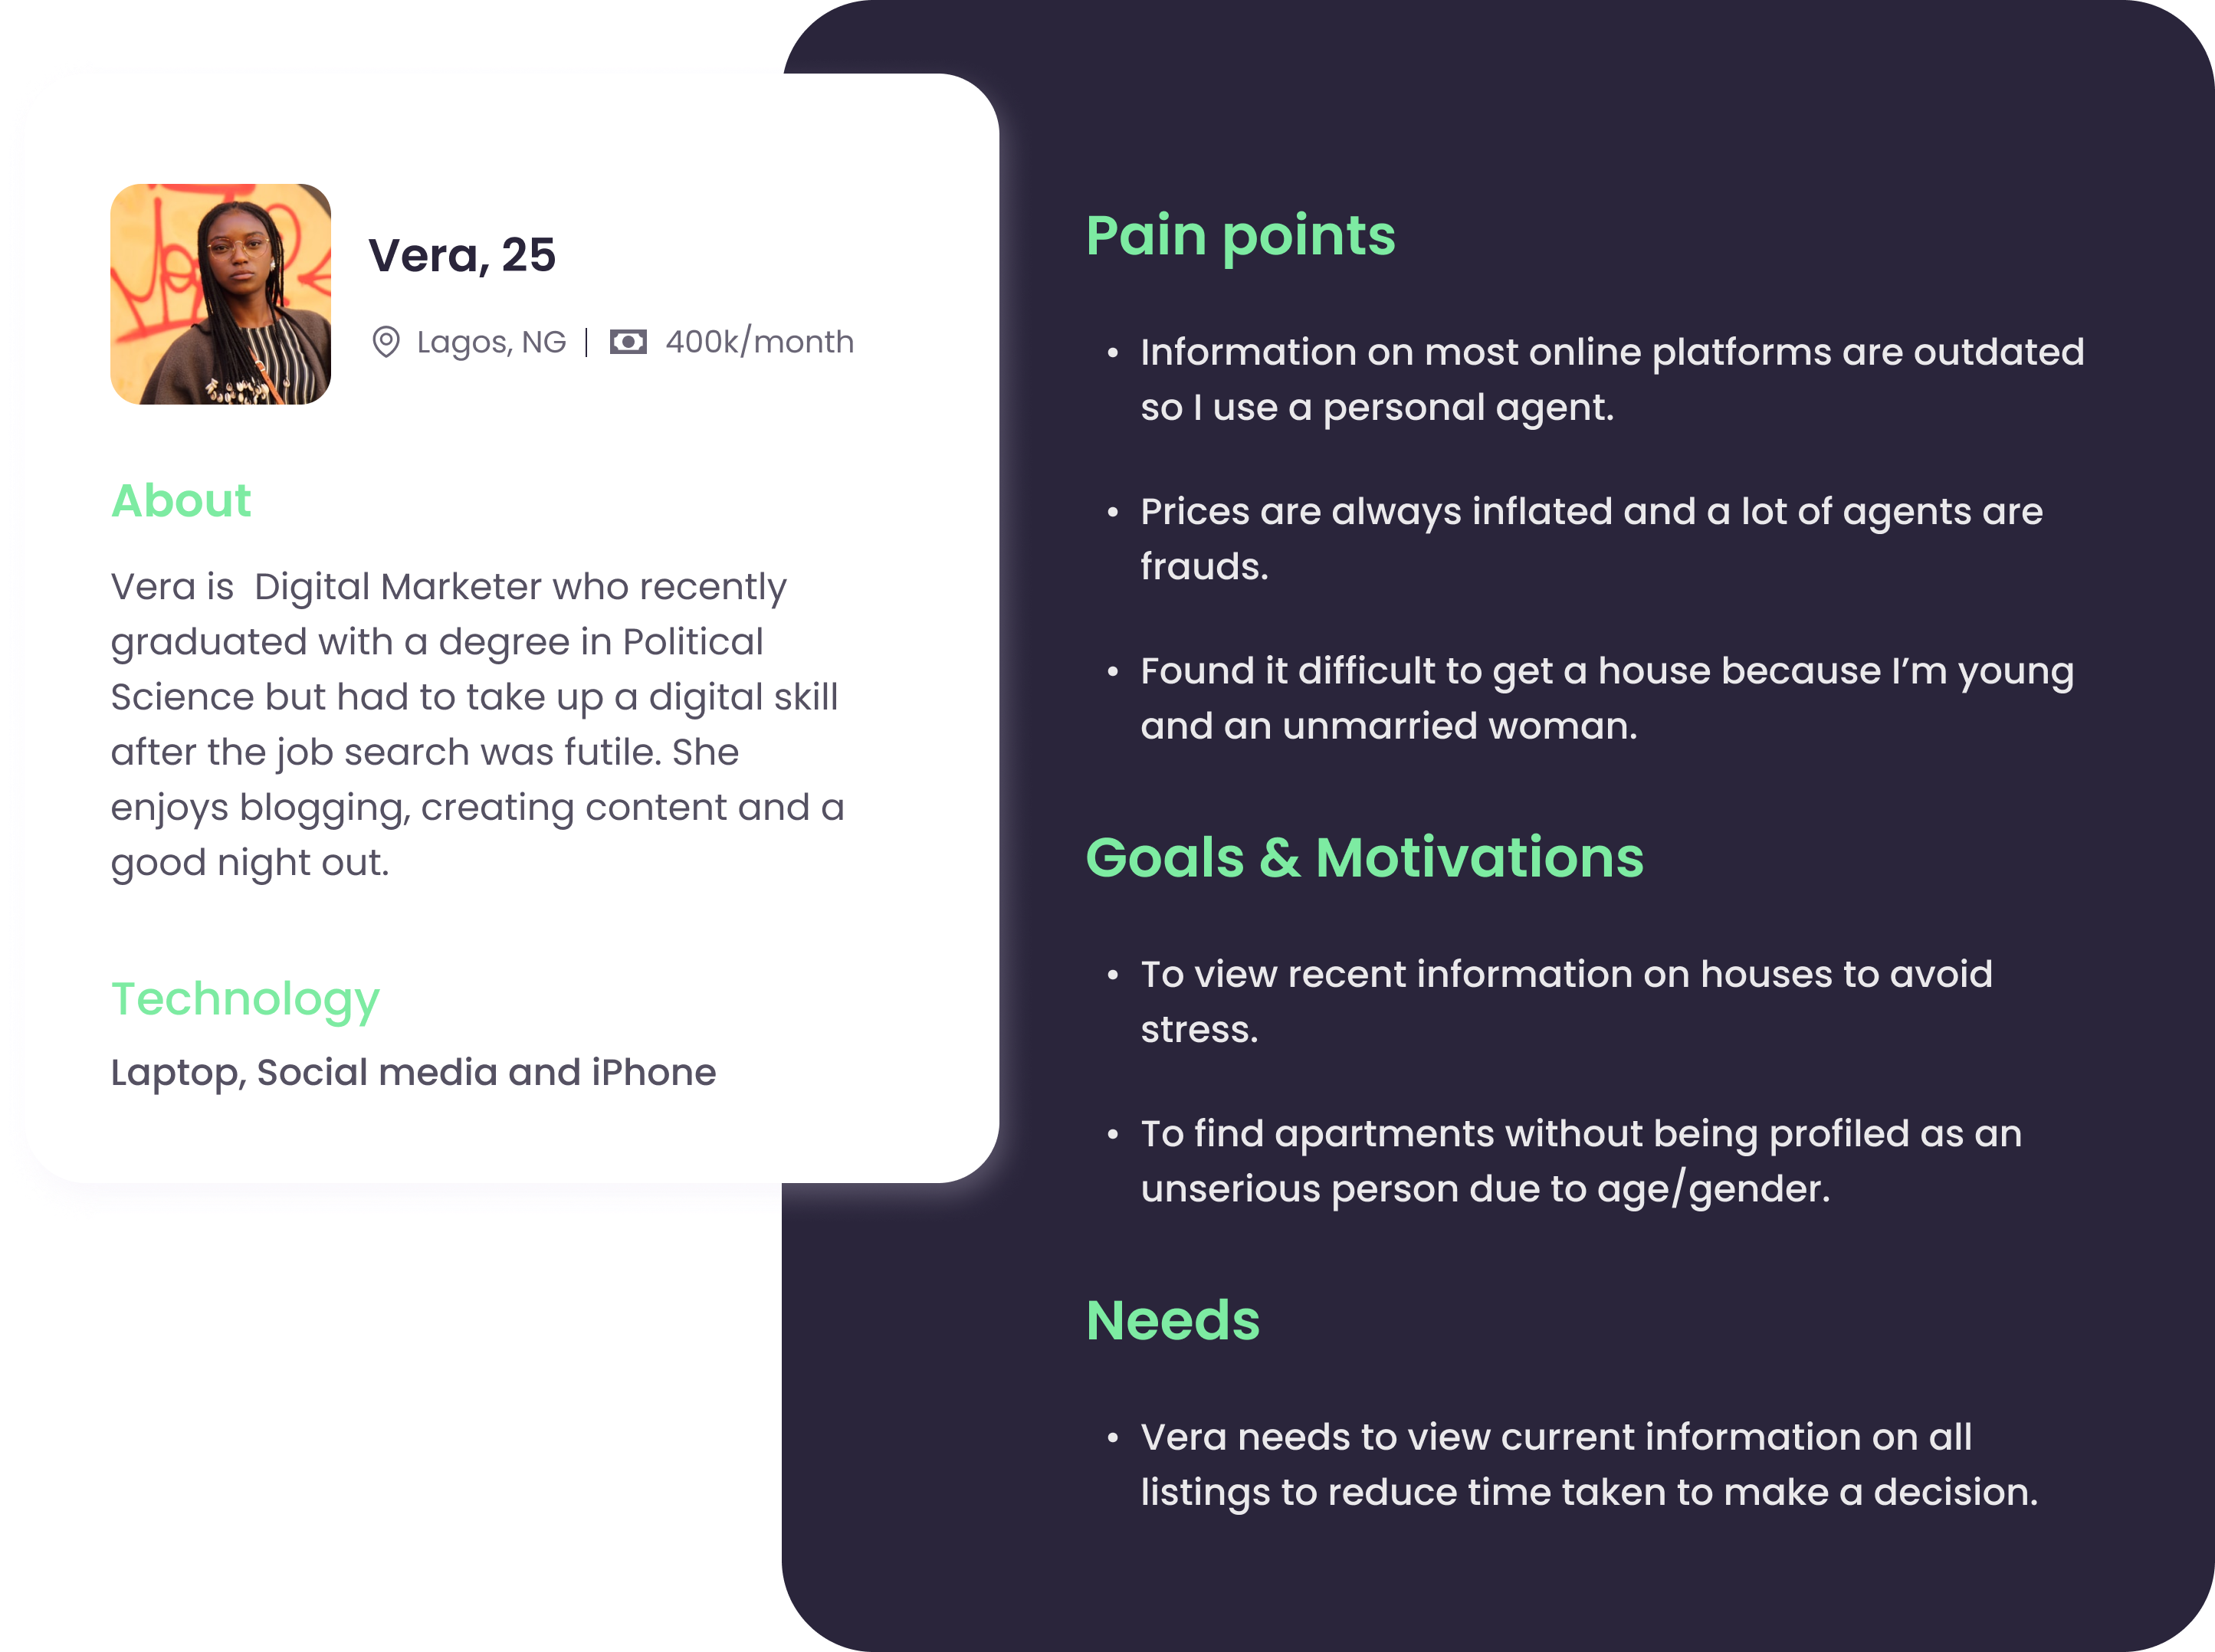 Vera, 25
Lagos, NG | 400k/month
About
Vera is  Digital Marketer who recently
graduated with a degree in Political
Science but had to take up a digital skill
after the job search was futile. She
enjoys blogging, creating content and a
good night out.
Technology
Laptop, Social media and iPhone
Pain points
• Information on most online platforms are outdated
so I use a personal agent.
• Prices are always inflated and a lot of agents are
frauds.
• Found it difficult to get a house because I’m young
and an unmarried woman.
Goals & Motivations
• To view recent information on houses to avoid
stress.
• To find apartments without being profiled as an
unserious person due to age/gender.
Needs
• Vera needs to view current information on all
listings to reduce time taken to make a decision.